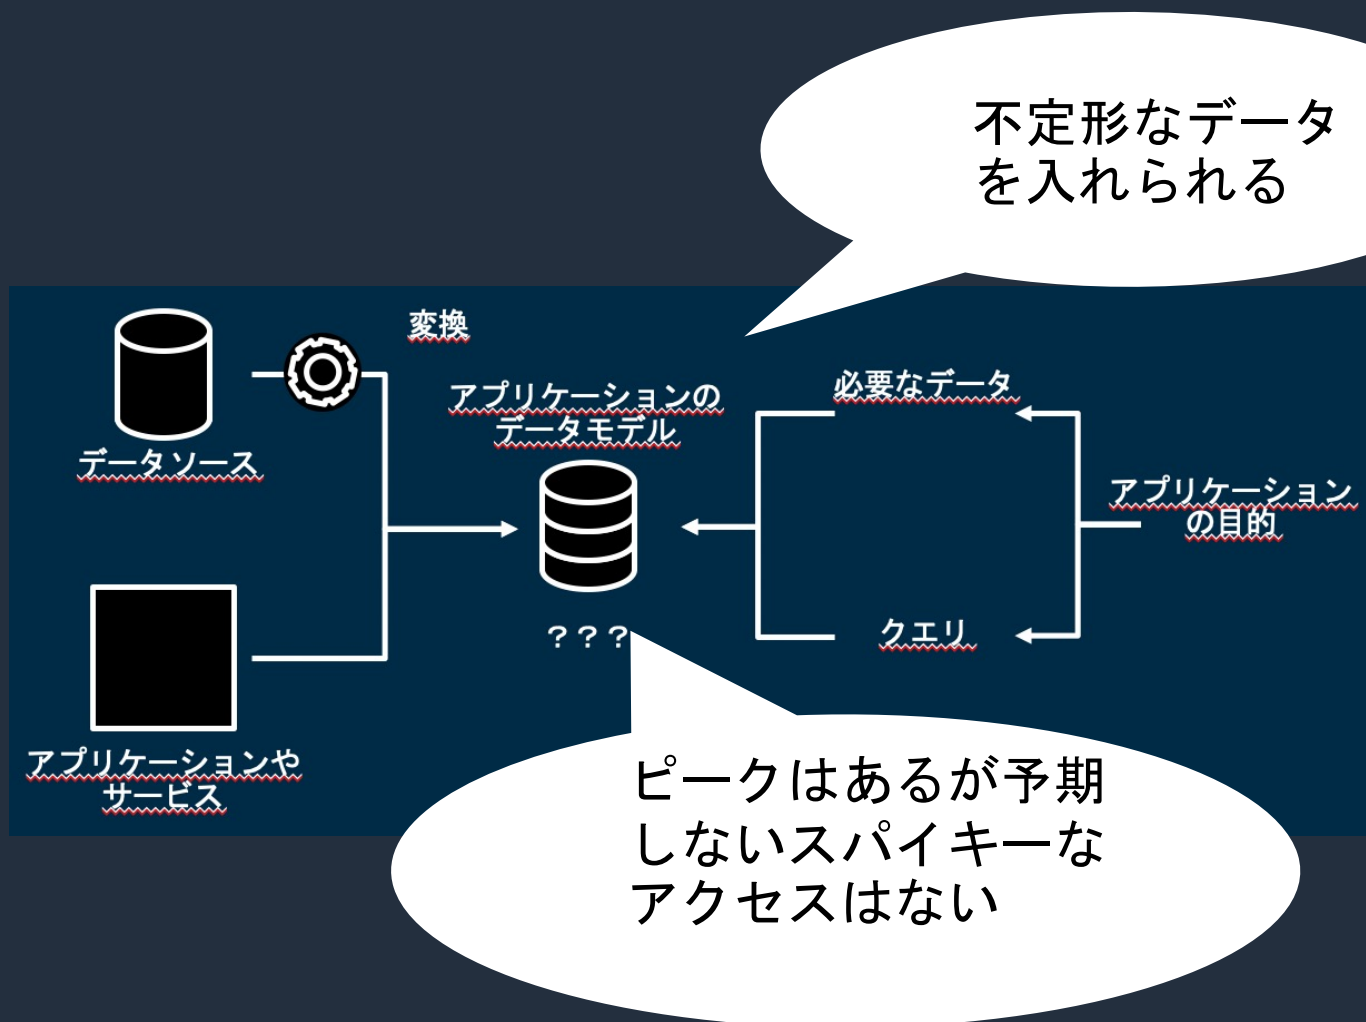 不定形なデータ
を入れられる
変換
アプリケーションの
データモデル
必要なデータ
データソース
アプリケーション
の目的
???
クエリ
アプリケーションや
サービス
ピークはあるが予期
しないスパイキーな
アクセスはない